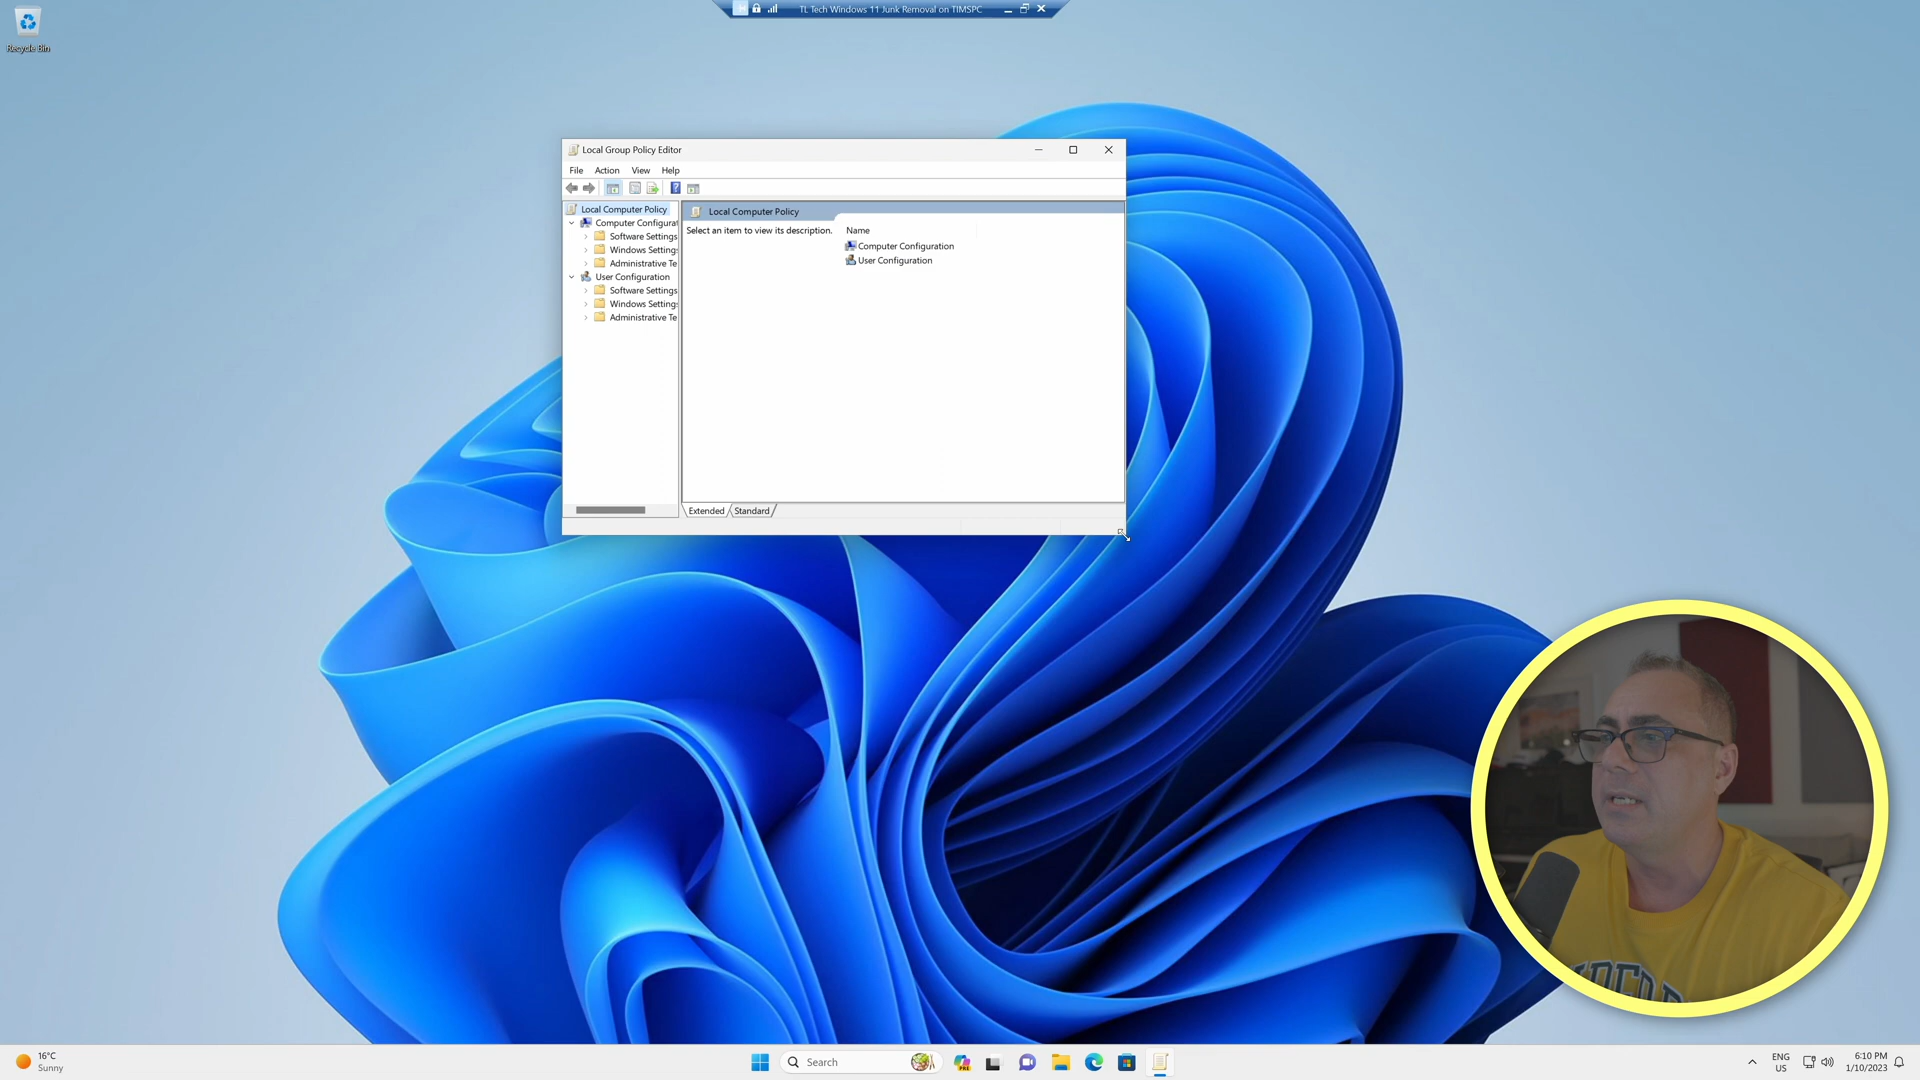 TL Tech Windows 11 Junk Removal on TIMSPC
Recycle Bin
Local Group Policy Editor
File Action View Help
Local Computer Policy
Computer Configurat
Software Settings
Windows Settings
Administrative Te
User Configuration
Software Settings
Windows Settings
Administrative Te
Local Computer Policy
Select an item to view its description.
Name
Computer Configuration
User Configuration
Extended Standard
16°C
Sunny
Search
PRE
ENG
US
6:10 PM
1/10/2023